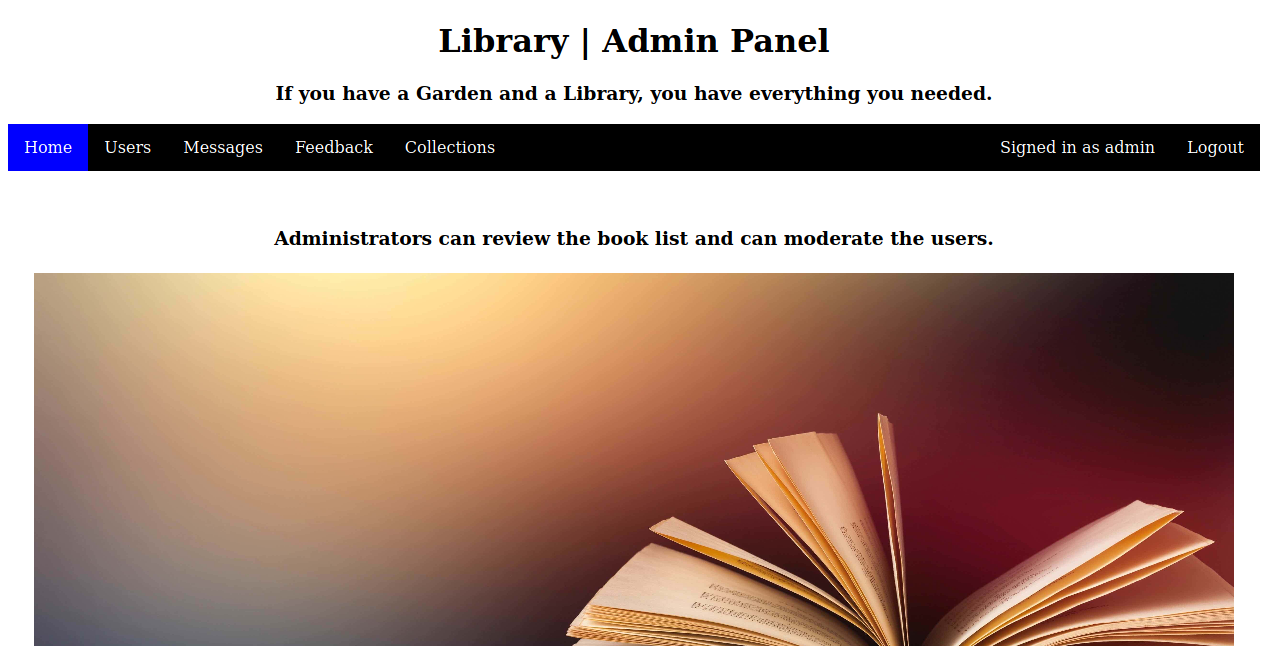 Library | Admin Panel
If you have a Garden and a Library, you have everything you needed.
Home Users Messages Feedback Collections Signed in as admin Logout
Administrators can review the book list and can moderate the users.